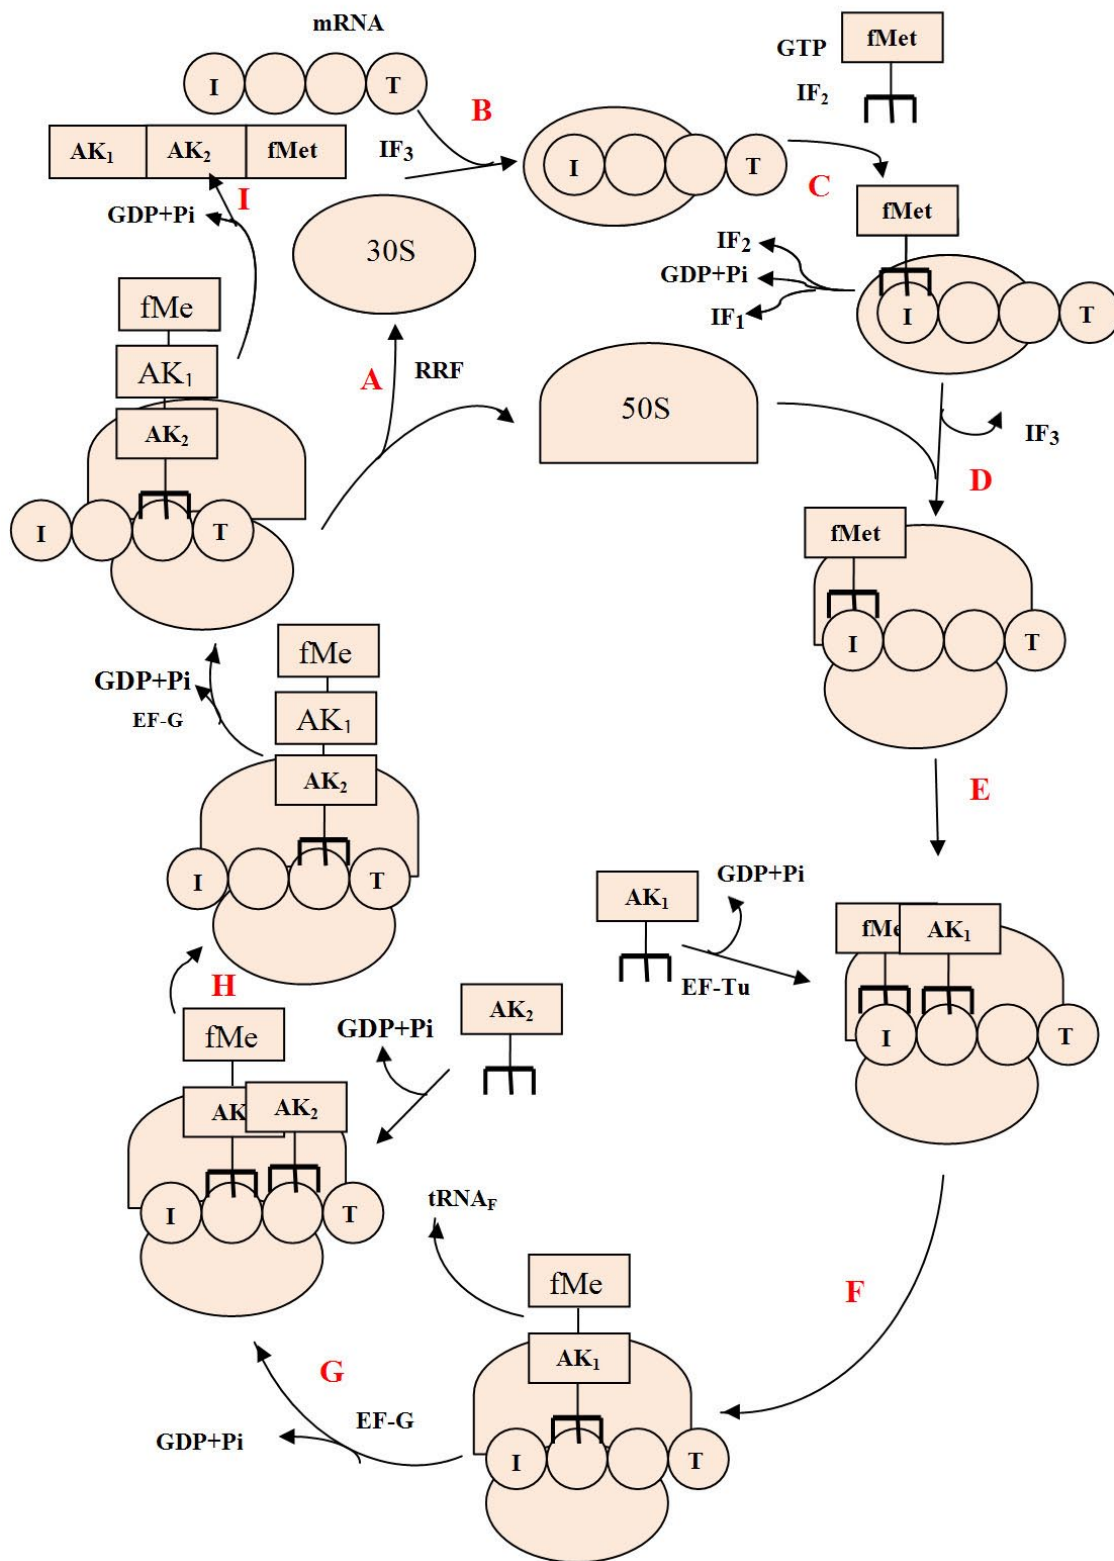 mRNA
I T
AK₁ AK₂ fMet
IF₃
B
I T
GTP
IF₂
fMet
C
fMet
I T
IF₂
GDP+Pi
IF₁
I
GDP+Pi
30S
A
RRF
50S
IF₃
D
fMe
AK₁
AK₂
I T
fMet
I T
GDP+Pi
EF-G
fMe
AK₁
AK₂
I T
E
AK₁
GDP+Pi
EF-Tu
fMe AK₁
I T
H
fMe
AK AK₂
I T
GDP+Pi
AK₂
F
tRNA_F
fMe
AK₁
I T
G
EF-G
GDP+Pi